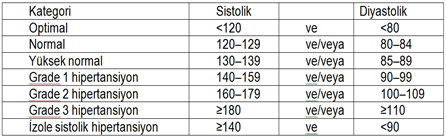 Kategori Sistolik Diyastolik
Optimal <120 ve <80
Normal 120–129 ve/veya 80–84
Yüksek normal 130–139 ve/veya 85–89
Grade 1 hipertansiyon 140–159 ve/veya 90–99
Grade 2 hipertansiyon 160–179 ve/veya 100–109
Grade 3 hipertansiyon ≥180 ve/veya ≥110
İzole sistolik hipertansiyon ≥140 ve <90